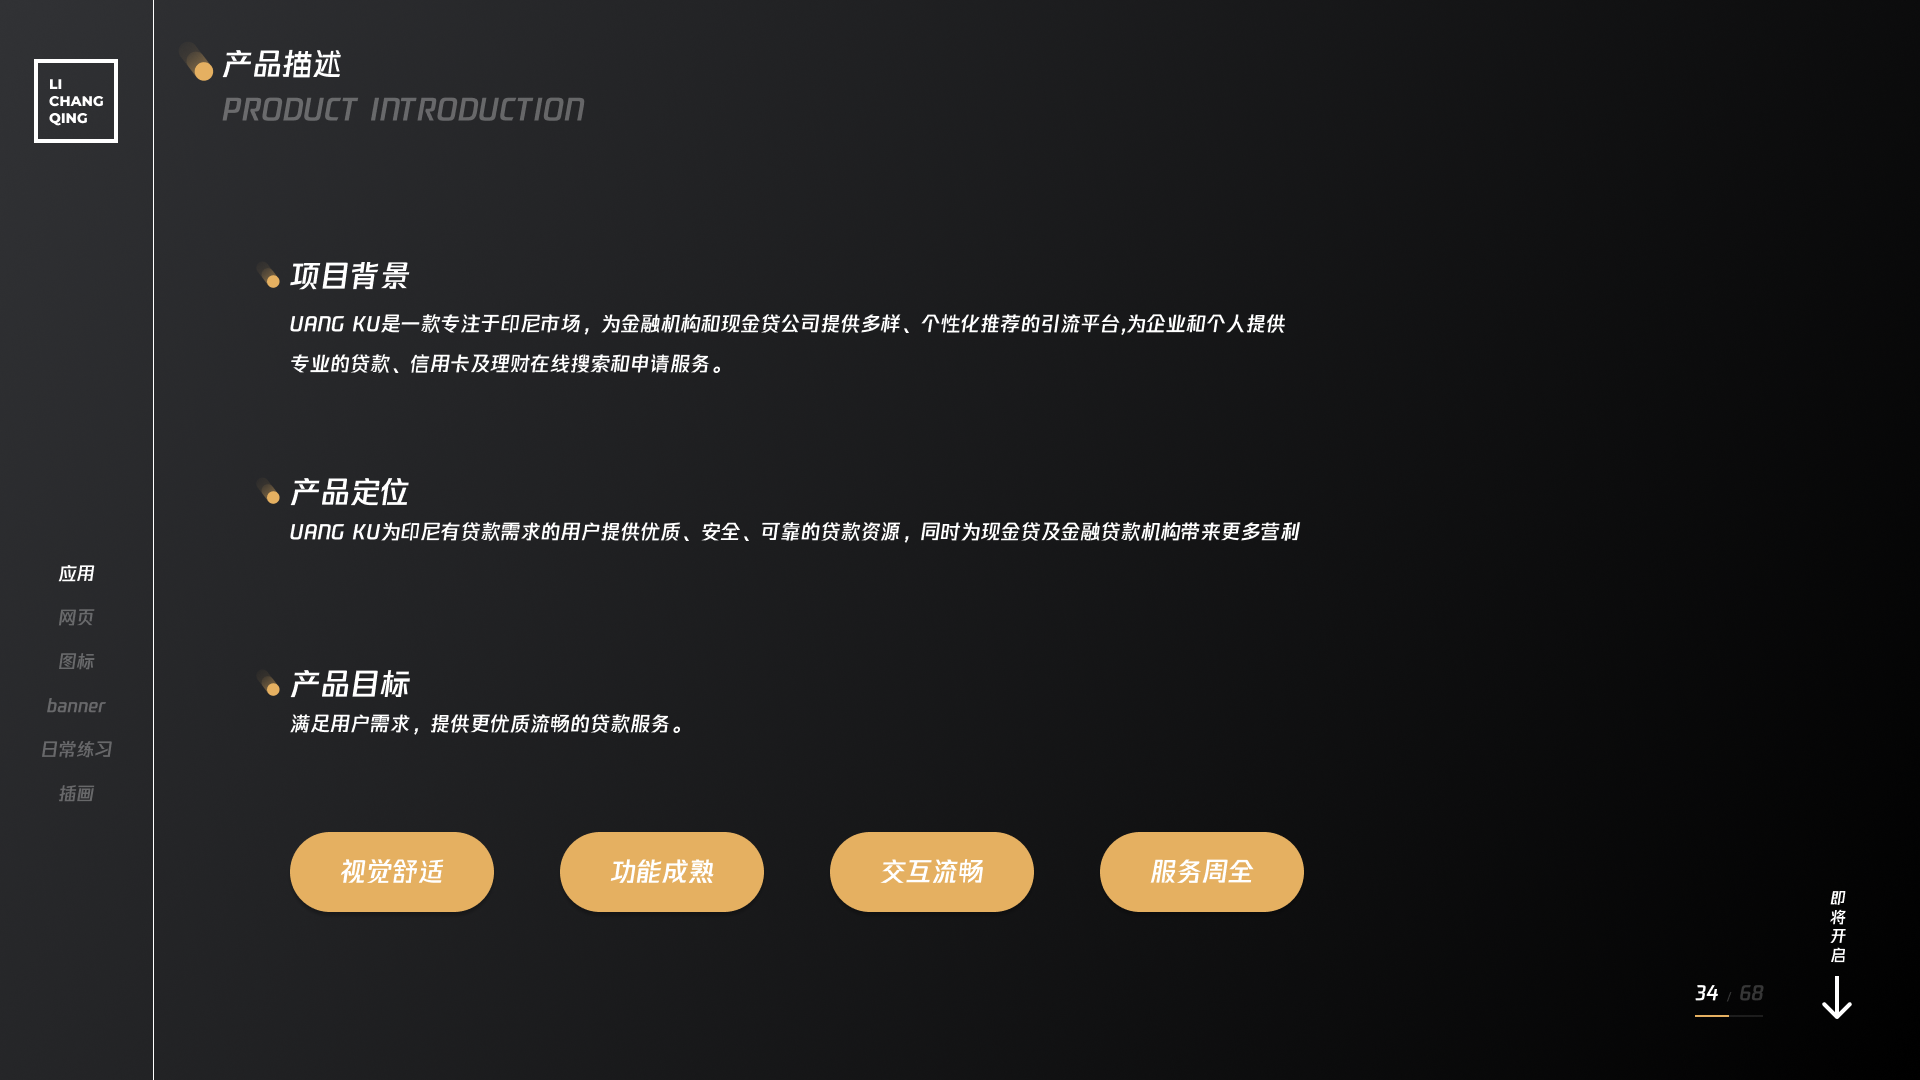 LI
CHANG
QING
产品描述
PRODUCT INTRODUCTION
项目背景
UANG KU是一款专注于印尼市场，为金融机构和现金贷公司提供多样、个性化推荐的引流平台,为企业和个人提供
专业的贷款、信用卡及理财在线搜索和申请服务。
产品定位
UANG KU为印尼有贷款需求的用户提供优质、安全、可靠的贷款资源，同时为现金贷及金融贷款机构带来更多营利
应用
网页
图标
banner
日常练习
插画
产品目标
满足用户需求，提供更优质流畅的贷款服务。
视觉舒适
功能成熟
交互流畅
服务周全
即将开启
34 / 68